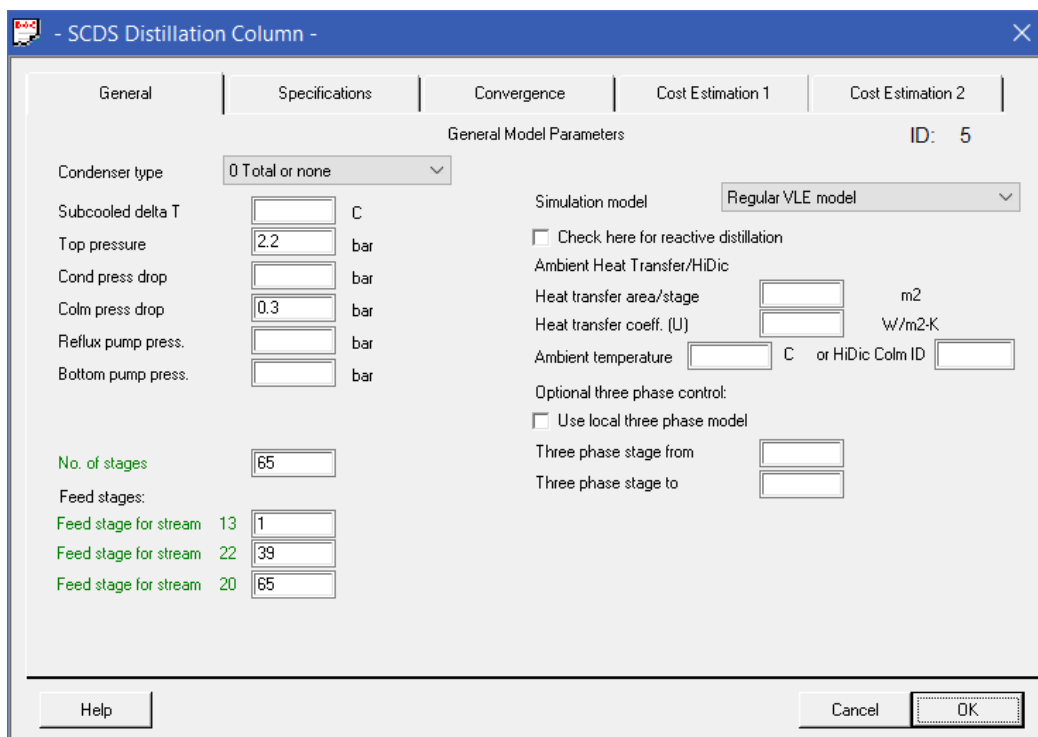 - SCDS Distillation Column -
General
Specifications
Convergence
Cost Estimation 1
Cost Estimation 2
General Model Parameters
ID: 5
Condenser type 0 Total or none
Subcooled delta T C
Top pressure 2.2 bar
Cond press drop bar
Colm press drop 0.3 bar
Reflux pump press. bar
Bottom pump press. bar
No. of stages 65
Feed stages:
Feed stage for stream 13 1
Feed stage for stream 22 39
Feed stage for stream 20 65
Simulation model Regular VLE model
Check here for reactive distillation
Ambient Heat Transfer/HiDic
Heat transfer area/stage m2
Heat transfer coeff. (U) W/m2-K
Ambient temperature C or HiDic Colm ID
Optional three phase control:
Use local three phase model
Three phase stage from
Three phase stage to
Help
Cancel
OK